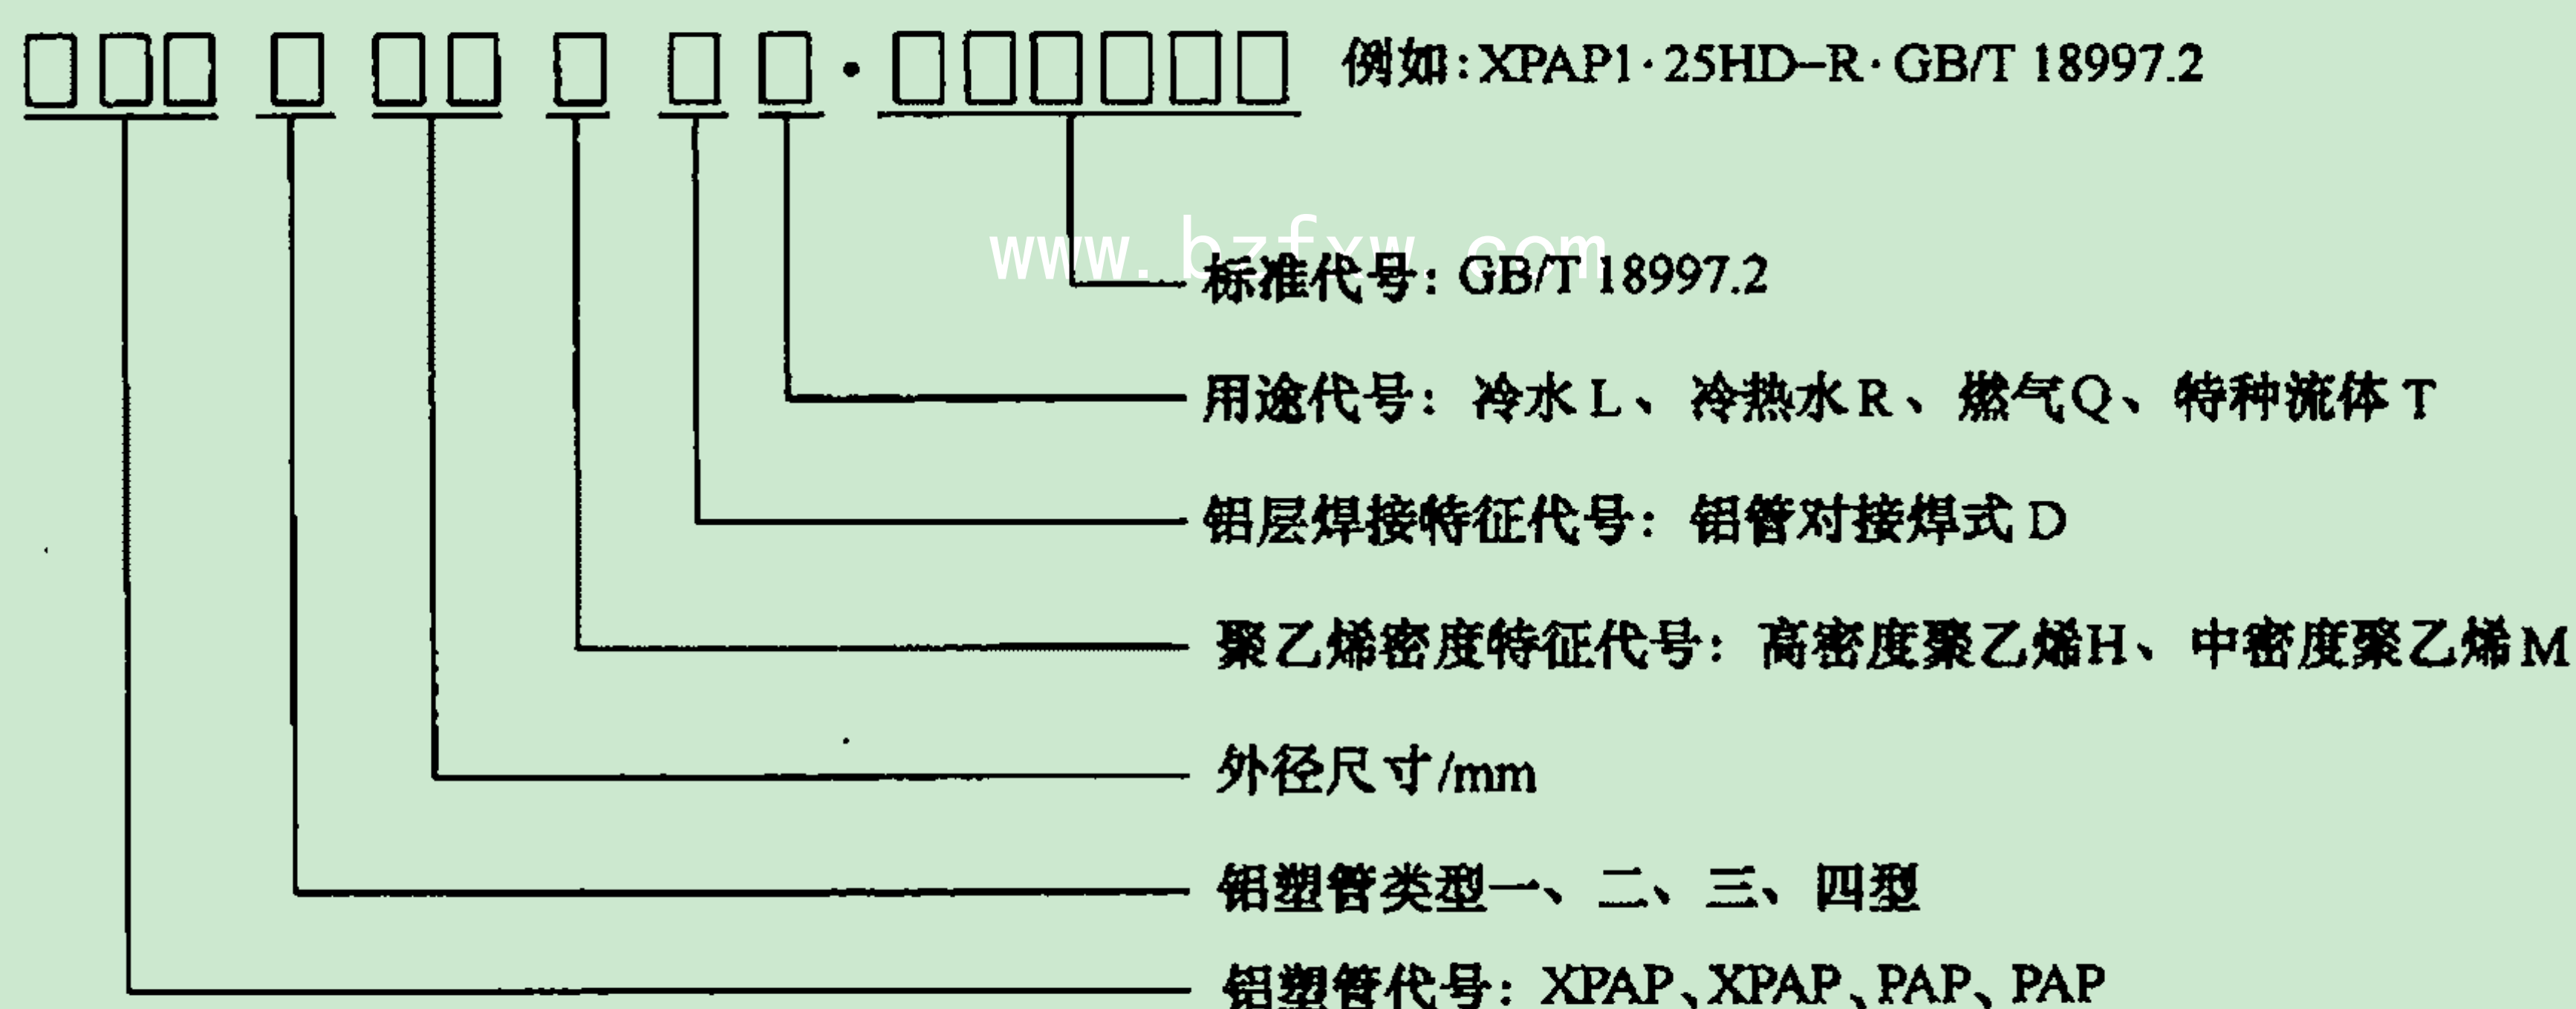 例如:XPAP1·25HD-R·GB/T 18997.2
www.bzfxw.com
标准代号: GB/T 18997.2
用途代号: 冷水L、冷热水R、燃气Q、特种流体T
铝层焊接特征代号: 铝管对接焊式D
聚乙烯密度特征代号: 高密度聚乙烯H、中密度聚乙烯M
外径尺寸/mm
铝塑管类型一、二、三、四型
铝塑管代号: XPAP、XPAP、PAP、PAP